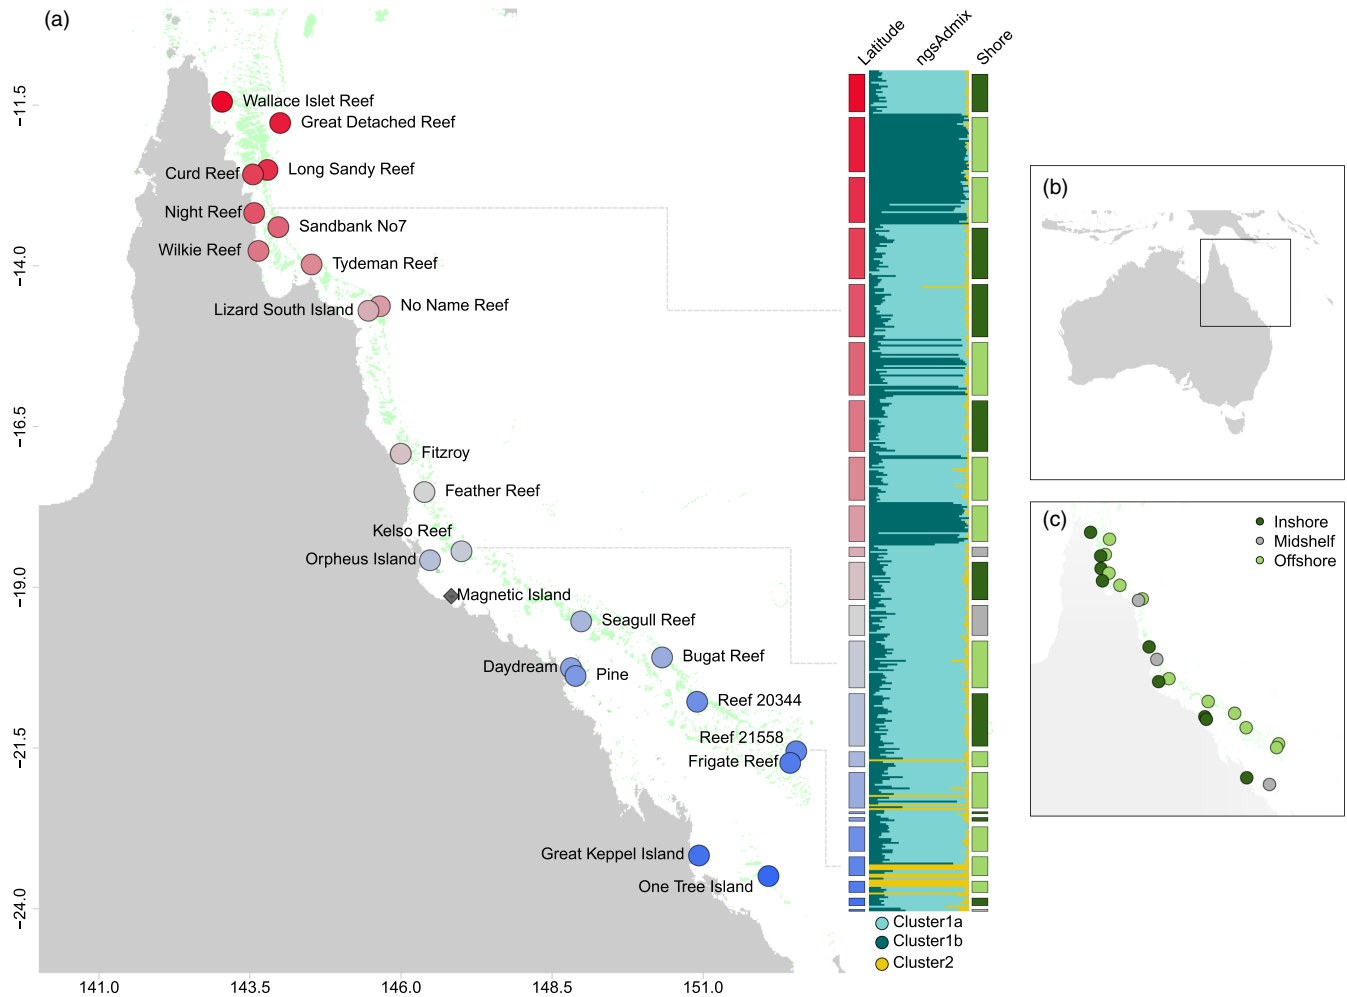 (a)
Latitude
ngsAdmix
Shore
−11.5
−14.0
−16.5
−19.0
−21.5
−24.0
Wallace Islet Reef
Great Detached Reef
Long Sandy Reef
Curd Reef
Night Reef
Sandbank No7
Wilkie Reef
Tydeman Reef
No Name Reef
Lizard South Island
Fitzroy
Feather Reef
Kelso Reef
Orpheus Island
Magnetic Island
Seagull Reef
Bugat Reef
Daydream
Pine
Reef 20344
Reef 21558
Frigate Reef
Great Keppel Island
One Tree Island
141.0
143.5
146.0
148.5
151.0
Cluster1a
Cluster1b
Cluster2
(b)
(c)
Inshore
Midshelf
Offshore